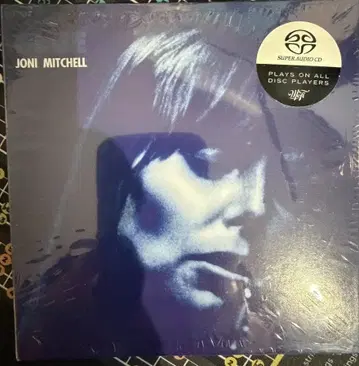 JONI MITCHELL
SUPER AUDIO CD
PLAYS ON ALL
DISC PLAYERS